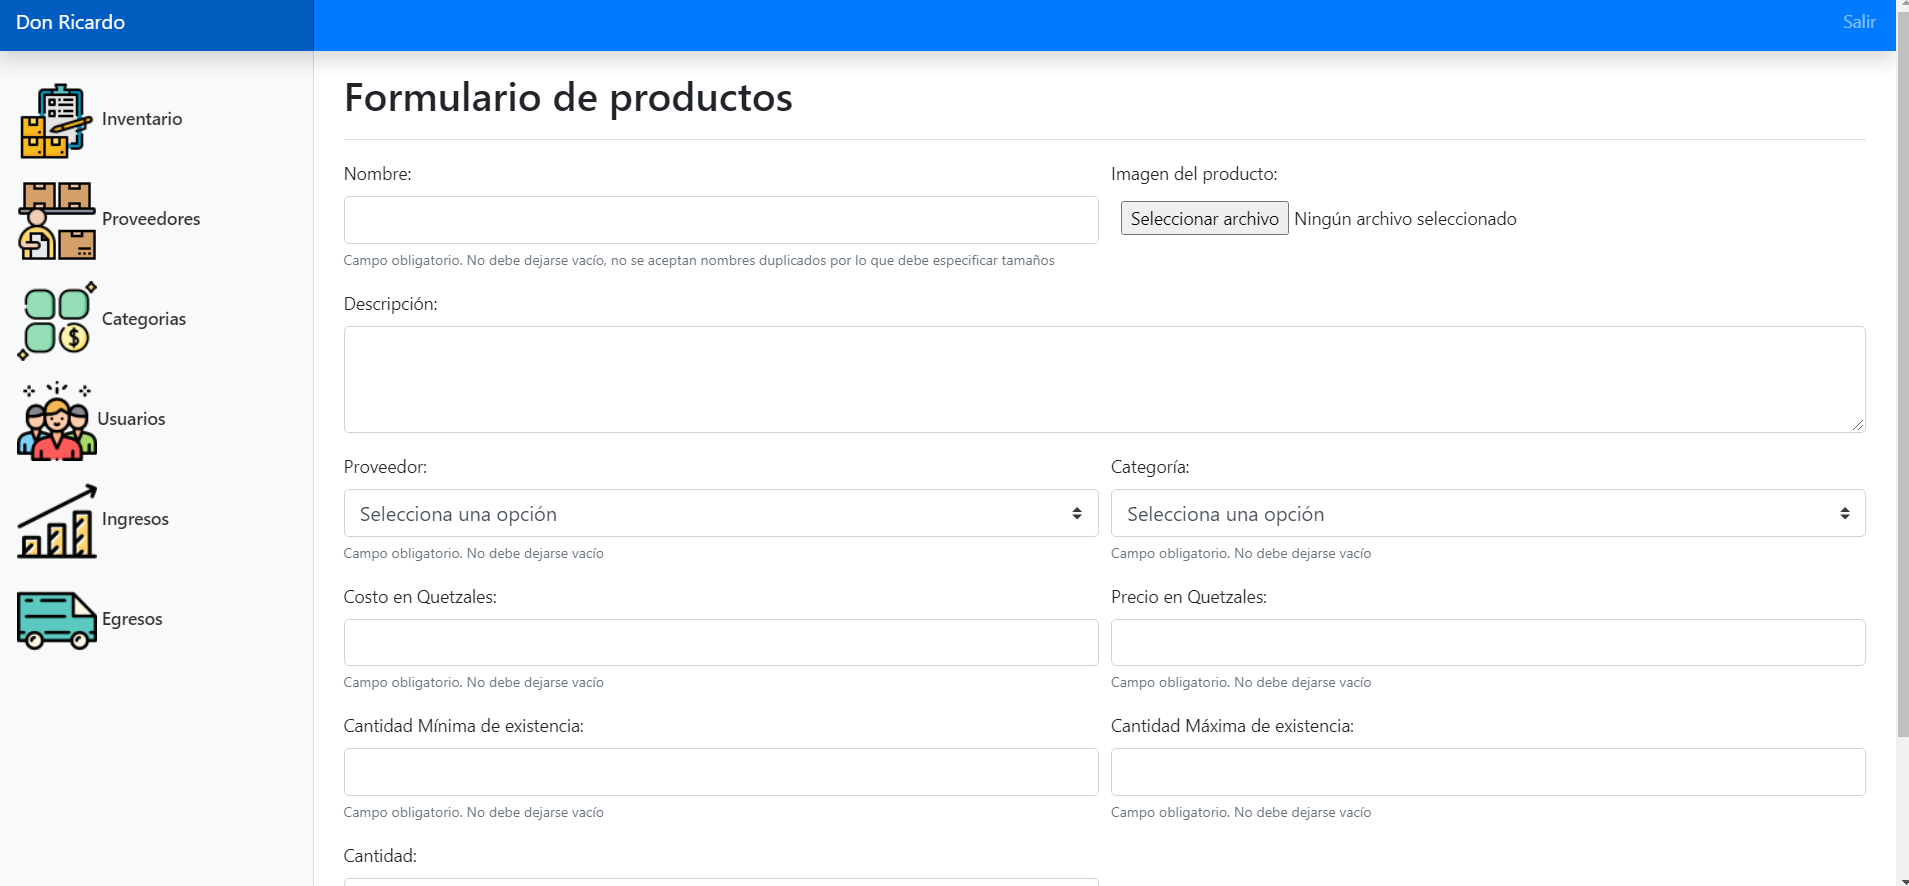 Don Ricardo
Salir
Inventario
Proveedores
Categorias
Usuarios
Ingresos
Egresos
Formulario de productos
Nombre:
Imagen del producto:
Seleccionar archivo Ningún archivo seleccionado
Campo obligatorio. No debe dejarse vacío, no se aceptan nombres duplicados por lo que debe especificar tamaños
Descripción:
Proveedor:
Categoría:
Selecciona una opción
Selecciona una opción
Campo obligatorio. No debe dejarse vacío
Campo obligatorio. No debe dejarse vacío
Costo en Quetzales:
Precio en Quetzales:
Campo obligatorio. No debe dejarse vacío
Campo obligatorio. No debe dejarse vacío
Cantidad Mínima de existencia:
Cantidad Máxima de existencia:
Campo obligatorio. No debe dejarse vacío
Campo obligatorio. No debe dejarse vacío
Cantidad: